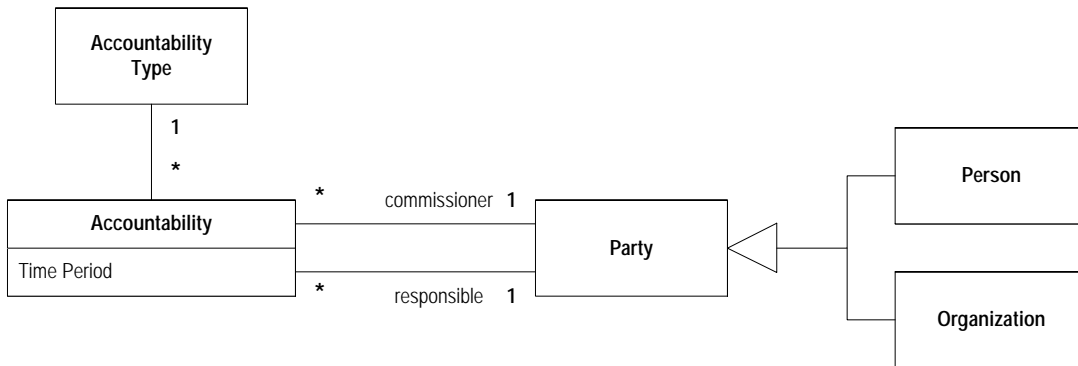 Accountability
Type
1
*
Person
* commissioner 1
Accountability
Party
Time Period
* responsible 1
Organization